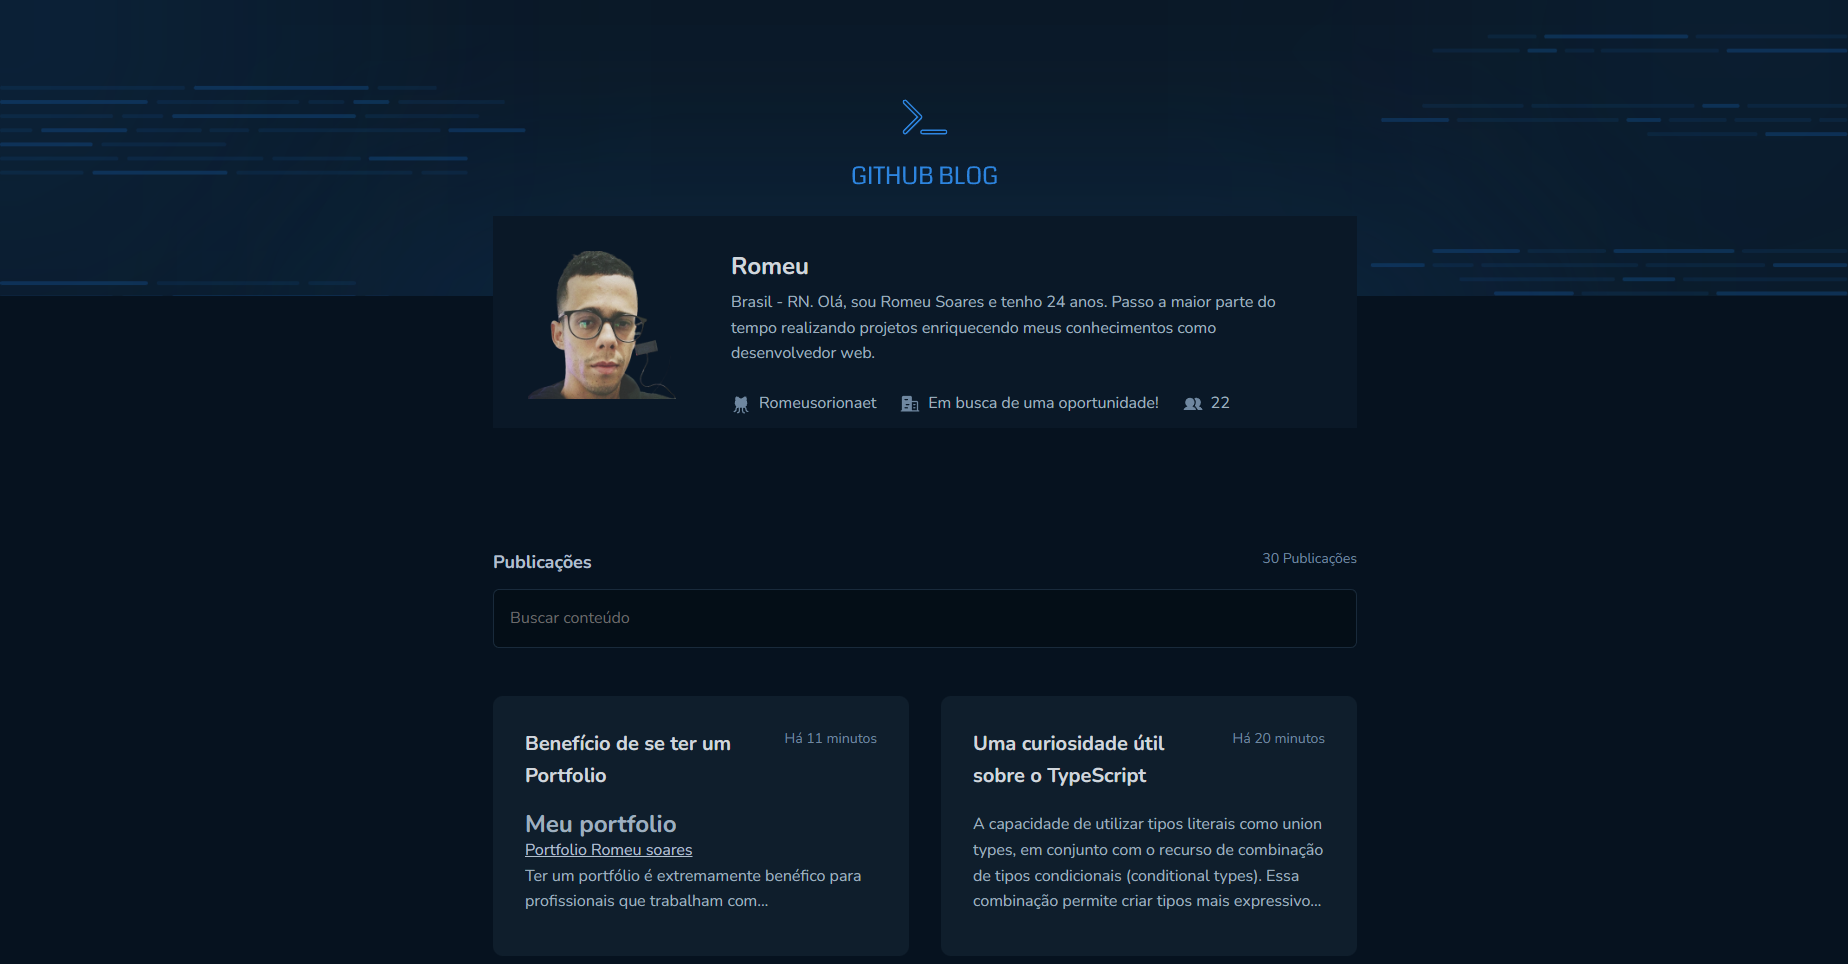 GITHUB BLOG
Romeu
Brasil - RN. Olá, sou Romeu Soares e tenho 24 anos. Passo a maior parte do
tempo realizando projetos enriquecendo meus conhecimentos como
desenvolvedor web.
Romeusorionaet Em busca de uma oportunidade! 22
Publicações 30 Publicações
Buscar conteúdo
Benefício de se ter um Há 11 minutos
Portfolio
Meu portfolio
Portfolio Romeu soares
Ter um portfólio é extremamente benéfico para
profissionais que trabalham com...
Uma curiosidade útil Há 20 minutos
sobre o TypeScript
A capacidade de utilizar tipos literais como union
types, em conjunto com o recurso de combinação
de tipos condicionais (conditional types). Essa
combinação permite criar tipos mais expressivo...